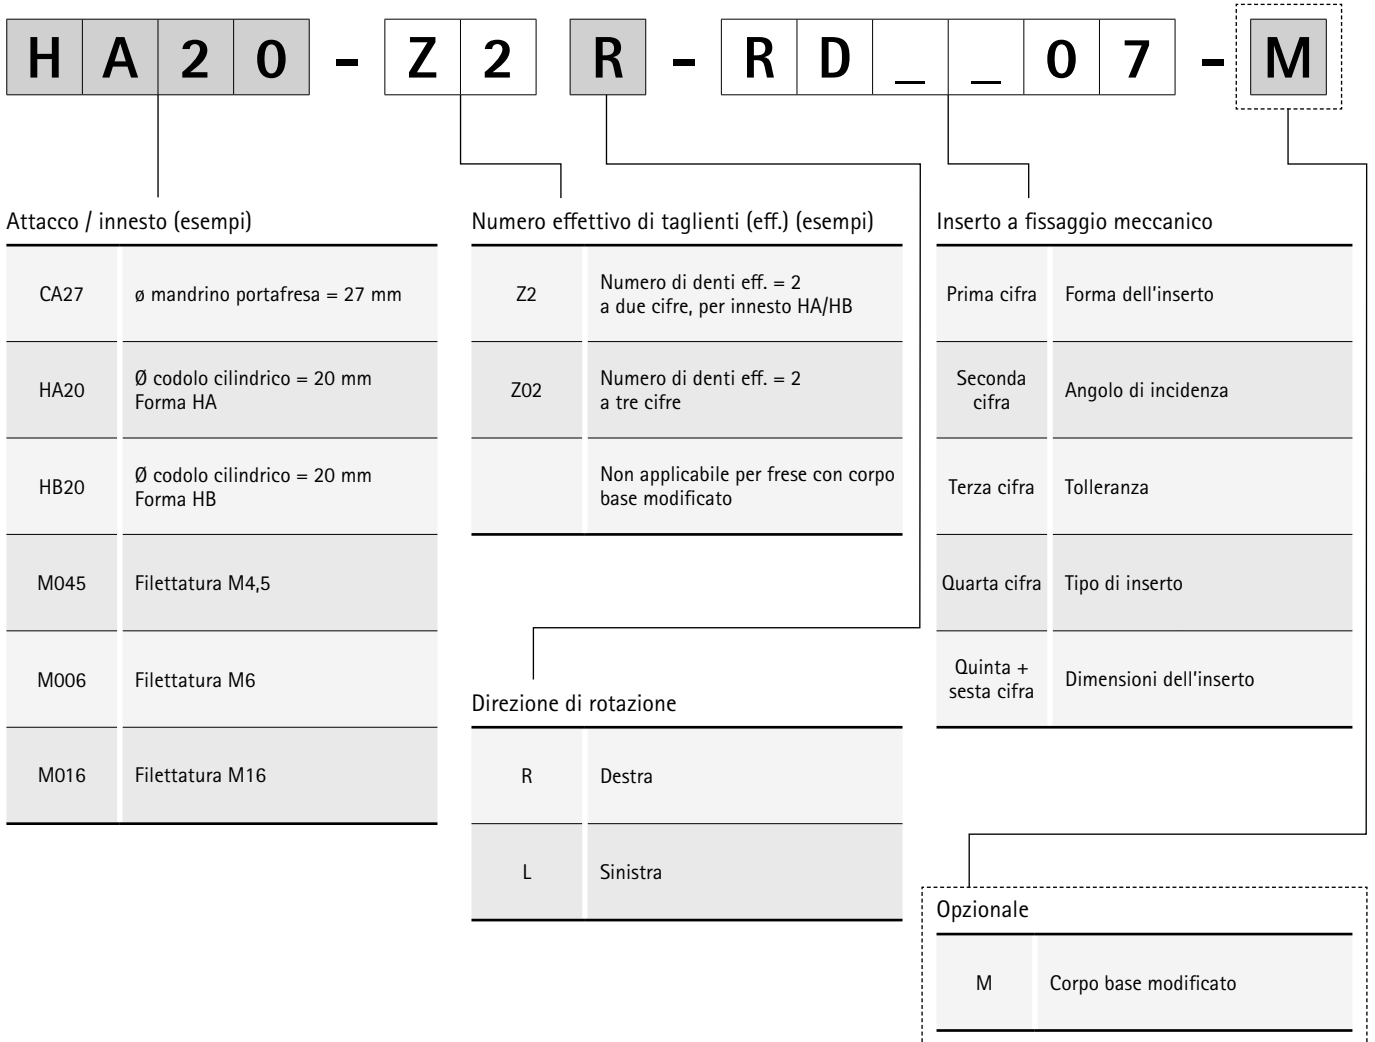 HA20 - Z2 R - RD__07 - M
Attacco / innesto (esempi)
CA27 ø mandrino portafresa = 27 mm
HA20 Ø codolo cilindrico = 20 mm
Forma HA
HB20 Ø codolo cilindrico = 20 mm
Forma HB
M045 Filettatura M4,5
M006 Filettatura M6
M016 Filettatura M16
Numero effettivo di taglienti (eff.) (esempi)
Z2 Numero di denti eff. = 2
a due cifre, per innesto HA/HB
Z02 Numero di denti eff. = 2
a tre cifre
Non applicabile per frese con corpo
base modificato
Direzione di rotazione
R Destra
L Sinistra
Inserto a fissaggio meccanico
Prima cifra Forma dell'inserto
Seconda
cifra Angolo di incidenza
Terza cifra Tolleranza
Quarta cifra Tipo di inserto
Quinta +
sesta cifra Dimensioni dell'inserto
Opzionale
M Corpo base modificato